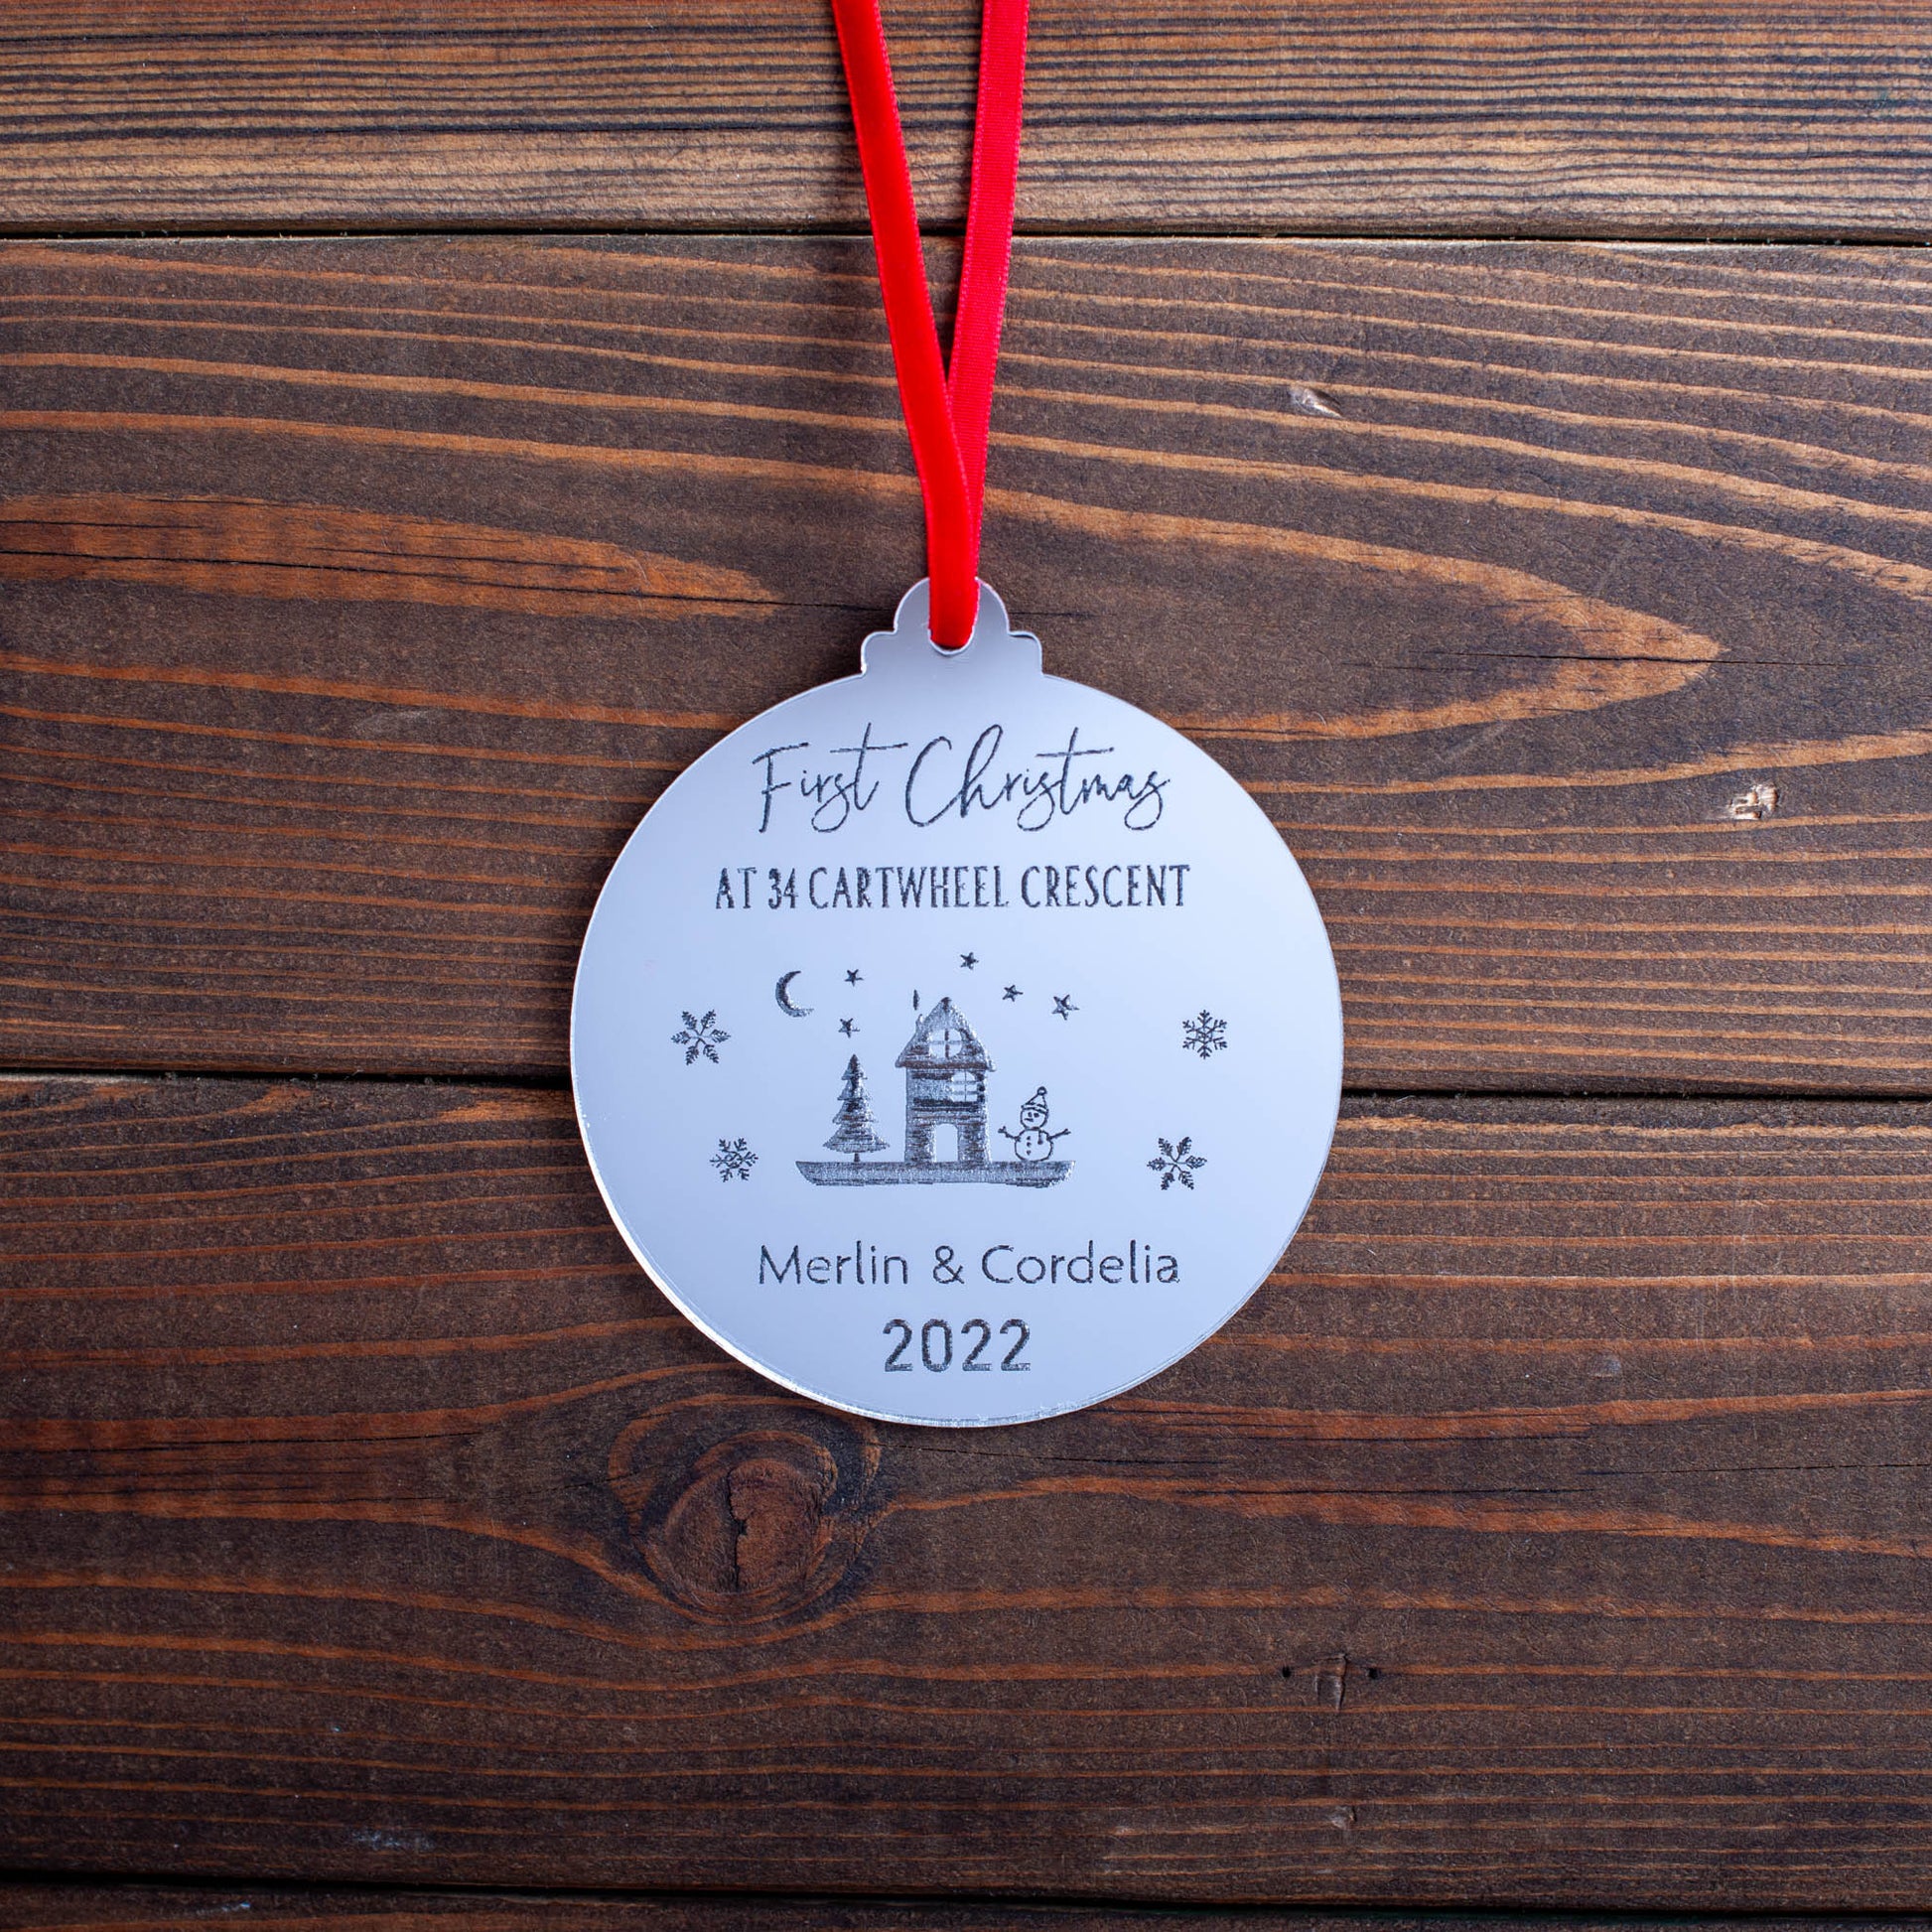 First Christmas
AT 34 CARTWHEEL CRESCENT
Merlin & Cordelia
2022